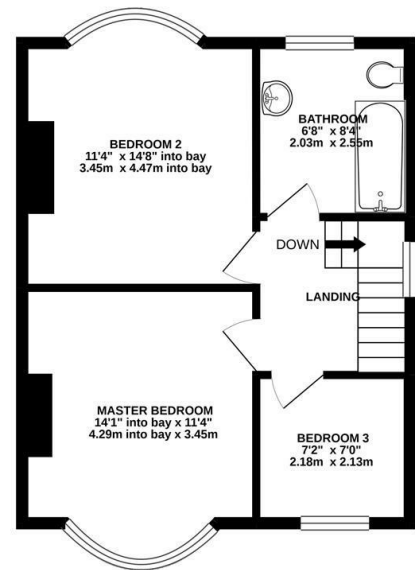 BEDROOM 2
11'4" x 14'8" into bay
3.45m x 4.47m into bay
BATHROOM
6'8" x 8'4"
2.03m x 2.55m
DOWN
LANDING
MASTER BEDROOM
14'1" into bay x 11'4"
4.29m into bay x 3.45m
BEDROOM 3
7'2" x 7'0"
2.18m x 2.13m